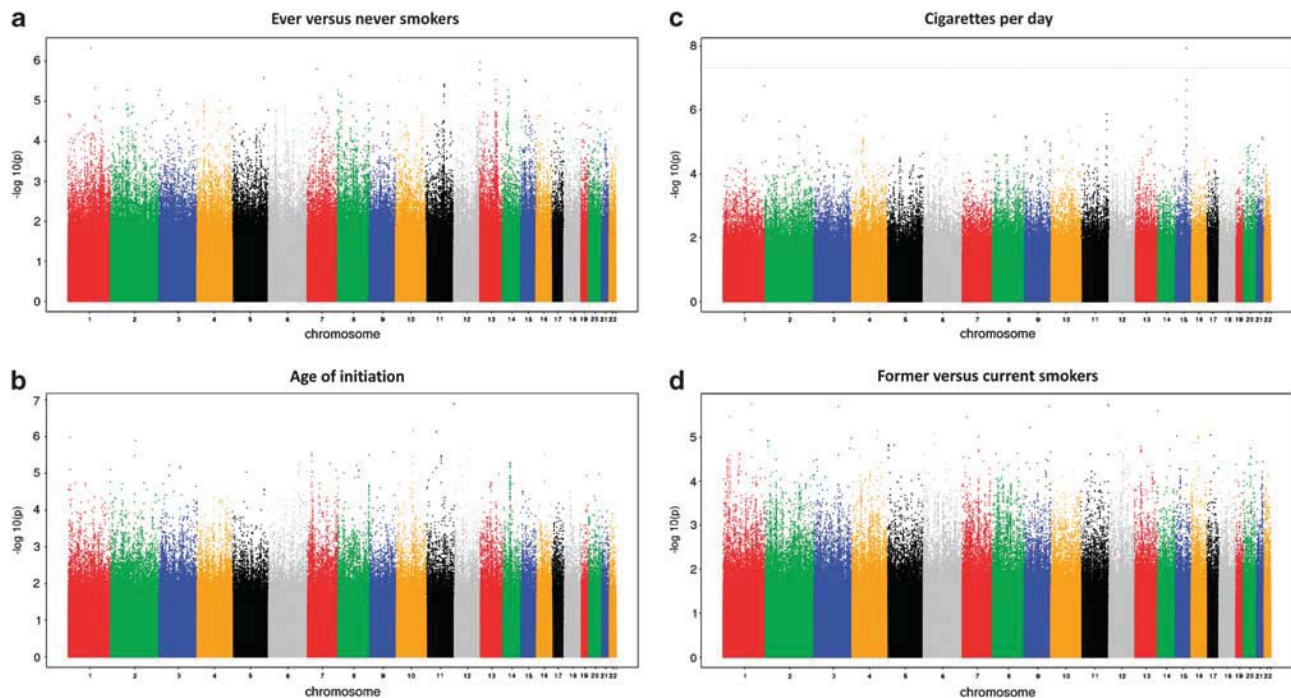 a
Ever versus never smokers
-log 10(p)
6
5
4
3
2
1
0
1 2 3 4 5 6 7 8 9 10 11 12 13 14 15 16 17 18 19 20 21 22
chromosome
b
Age of initiation
-log 10(p)
7
6
5
4
3
2
1
0
1 2 3 4 5 6 7 8 9 10 11 12 13 14 15 16 17 18 19 20 21 22
chromosome
c
Cigarettes per day
-log 10(p)
8
6
4
2
0
1 2 3 4 5 6 7 8 9 10 11 12 13 14 15 16 17 18 19 20 21 22
chromosome
d
Former versus current smokers
-log 10(p)
5
4
3
2
1
0
1 2 3 4 5 6 7 8 9 10 11 12 13 14 15 16 17 18 19 20 21 22
chromosome